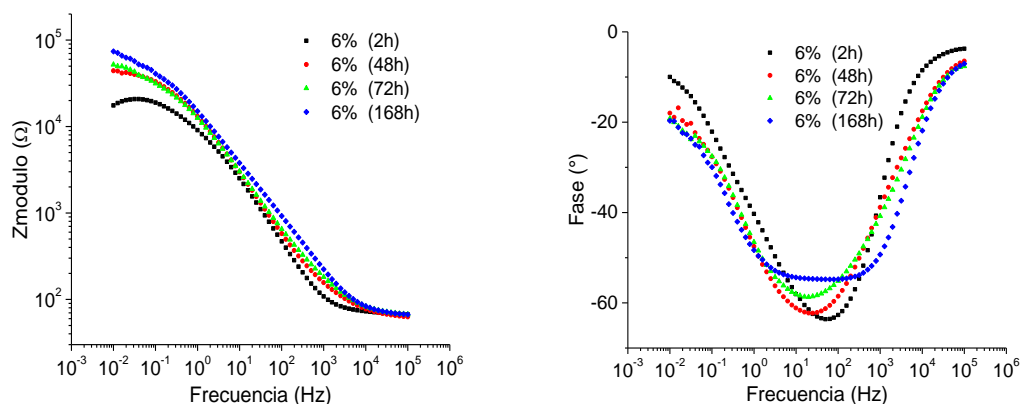 10^5
10^4
10^3
10^2
Zmodulo (Ω)
6% (2h)
6% (48h)
6% (72h)
6% (168h)
10^-3 10^-2 10^-1 10^0 10^1 10^2 10^3 10^4 10^5 10^6
Frecuencia (Hz)
0
-20
-40
-60
Fase (°)
6% (2h)
6% (48h)
6% (72h)
6% (168h)
10^-3 10^-2 10^-1 10^0 10^1 10^2 10^3 10^4 10^5 10^6
Frecuencia (Hz)